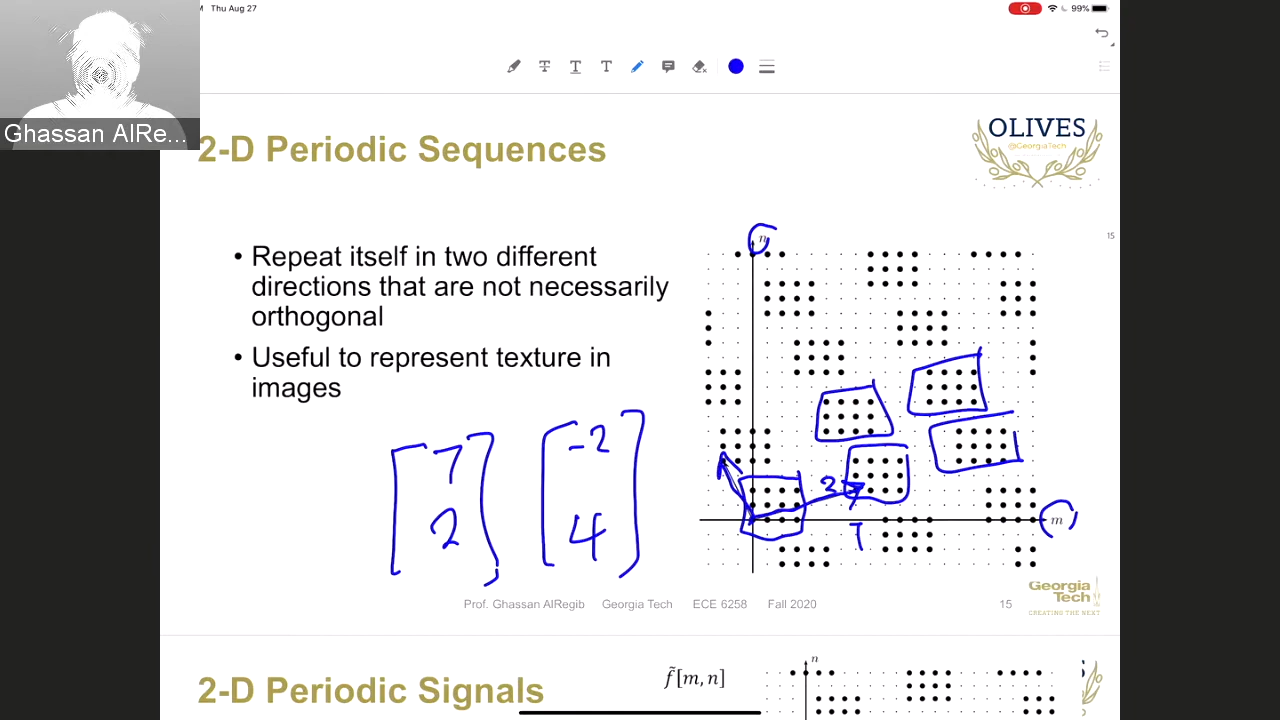 Thu Aug 27
99%
Ghassan AlRe...
2-D Periodic Sequences
OLIVES
@GeorgiaTech
15
• Repeat itself in two different
directions that are not necessarily
orthogonal
• Useful to represent texture in
images
n
m
7
2
-2
4
2
7
Georgia
Tech
CREATING THE NEXT
Prof. Ghassan AlRegib Georgia Tech ECE 6258 Fall 2020 15
2-D Periodic Signals
f̃[m, n]
n